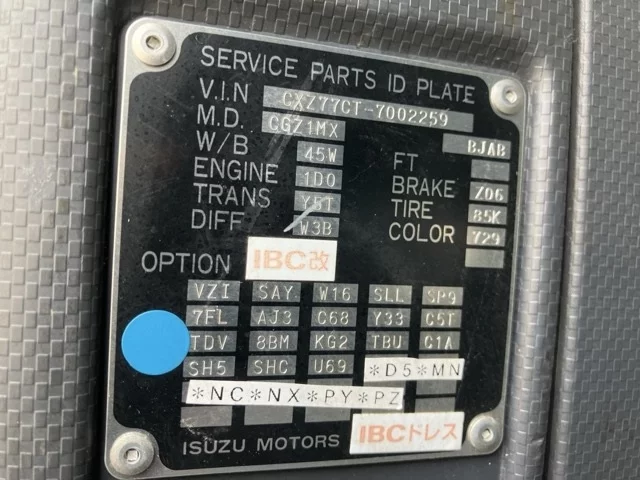 SERVICE PARTS ID PLATE
V.I.N CXZ77CT-7002259
M.D. CGZ1MX BJAB
W/B 45W FT
ENGINE 1D0 BRAKE Z06
TRANS Y5T TIRE 85K
DIFF W3B COLOR 729
OPTION IBC改
VZI SAY W16 SLL SP9
7FL AJ3 C68 Y33 C5T
TDV 8BM KG2 TBU C1A
SH5 SHC U69 *D5*MN
*NC*NX*PY*PZ
ISUZU MOTORS IBCドレス